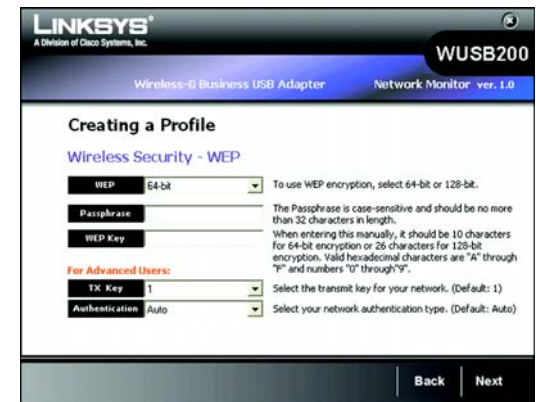 LINKSYS®
A Division of Cisco Systems, Inc.
WUSB200
Wireless-G Business USB Adapter
Network Monitor ver. 1.0
Creating a Profile
Wireless Security - WEP
WEP
64-bit
To use WEP encryption, select 64-bit or 128-bit.
Passphrase
The Passphrase is case-sensitive and should be no more
than 32 characters in length.
WEP Key
When entering this manually, it should be 10 characters
for 64-bit encryption or 26 characters for 128-bit
encryption. Valid hexadecimal characters are "A" through
"F" and numbers "0" through"9".
For Advanced Users:
TX Key
1
Select the transmit key for your network. (Default: 1)
Authentication
Auto
Select your network authentication type. (Default: Auto)
Back
Next